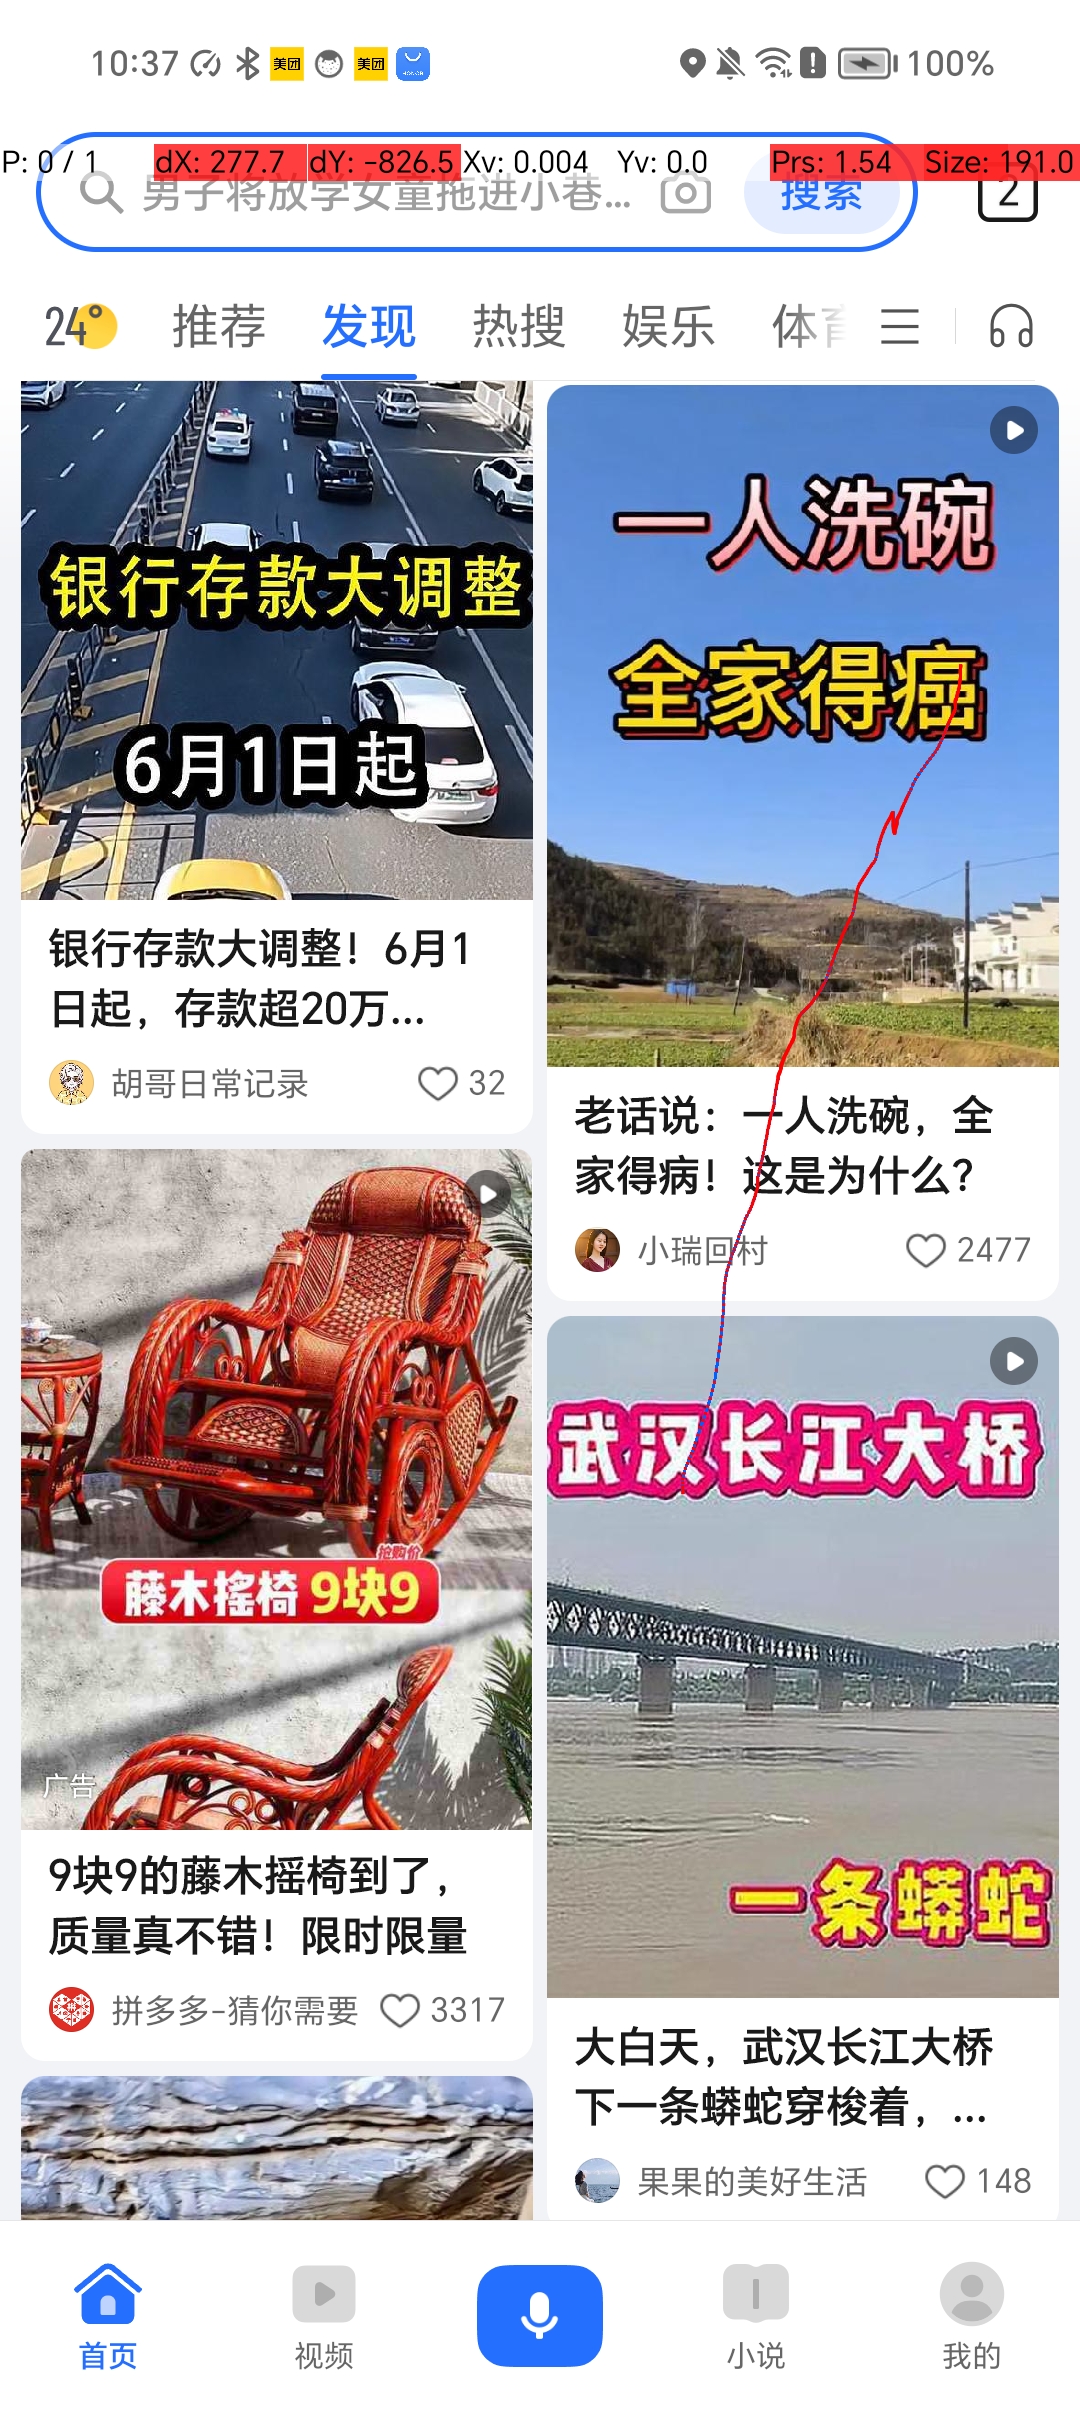 10:37
美团
美团
HONOR
100%
P: 0 / 1
dX: 277.7
dY: -826.5
Xv: 0.004
Yv: 0.0
Prs: 1.54
Size: 191.0
男子将放学女童拖进小巷...
搜索
2
24°
推荐
发现
热搜
娱乐
体育
银行存款大调整
6月1日起
银行存款大调整！6月1
日起，存款超20万...
胡哥日常记录
32
一人洗碗
全家得癌
老话说：一人洗碗，全
家得病！这是为什么？
小瑞回村
2477
抢购价
藤木摇椅 9块9
广告
9块9的藤木摇椅到了，
质量真不错！限时限量
拼多多-猜你需要
3317
武汉长江大桥
一条蟒蛇
大白天，武汉长江大桥
下一条蟒蛇穿梭着，...
果果的美好生活
148
首页
视频
小说
我的